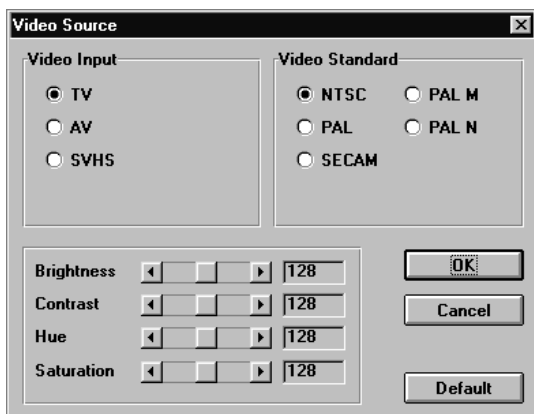 Video Source
Video Input
TV
AV
SVHS
Video Standard
NTSC PAL M
PAL PAL N
SECAM
Brightness 128
Contrast 128
Hue 128
Saturation 128
OK
Cancel
Default